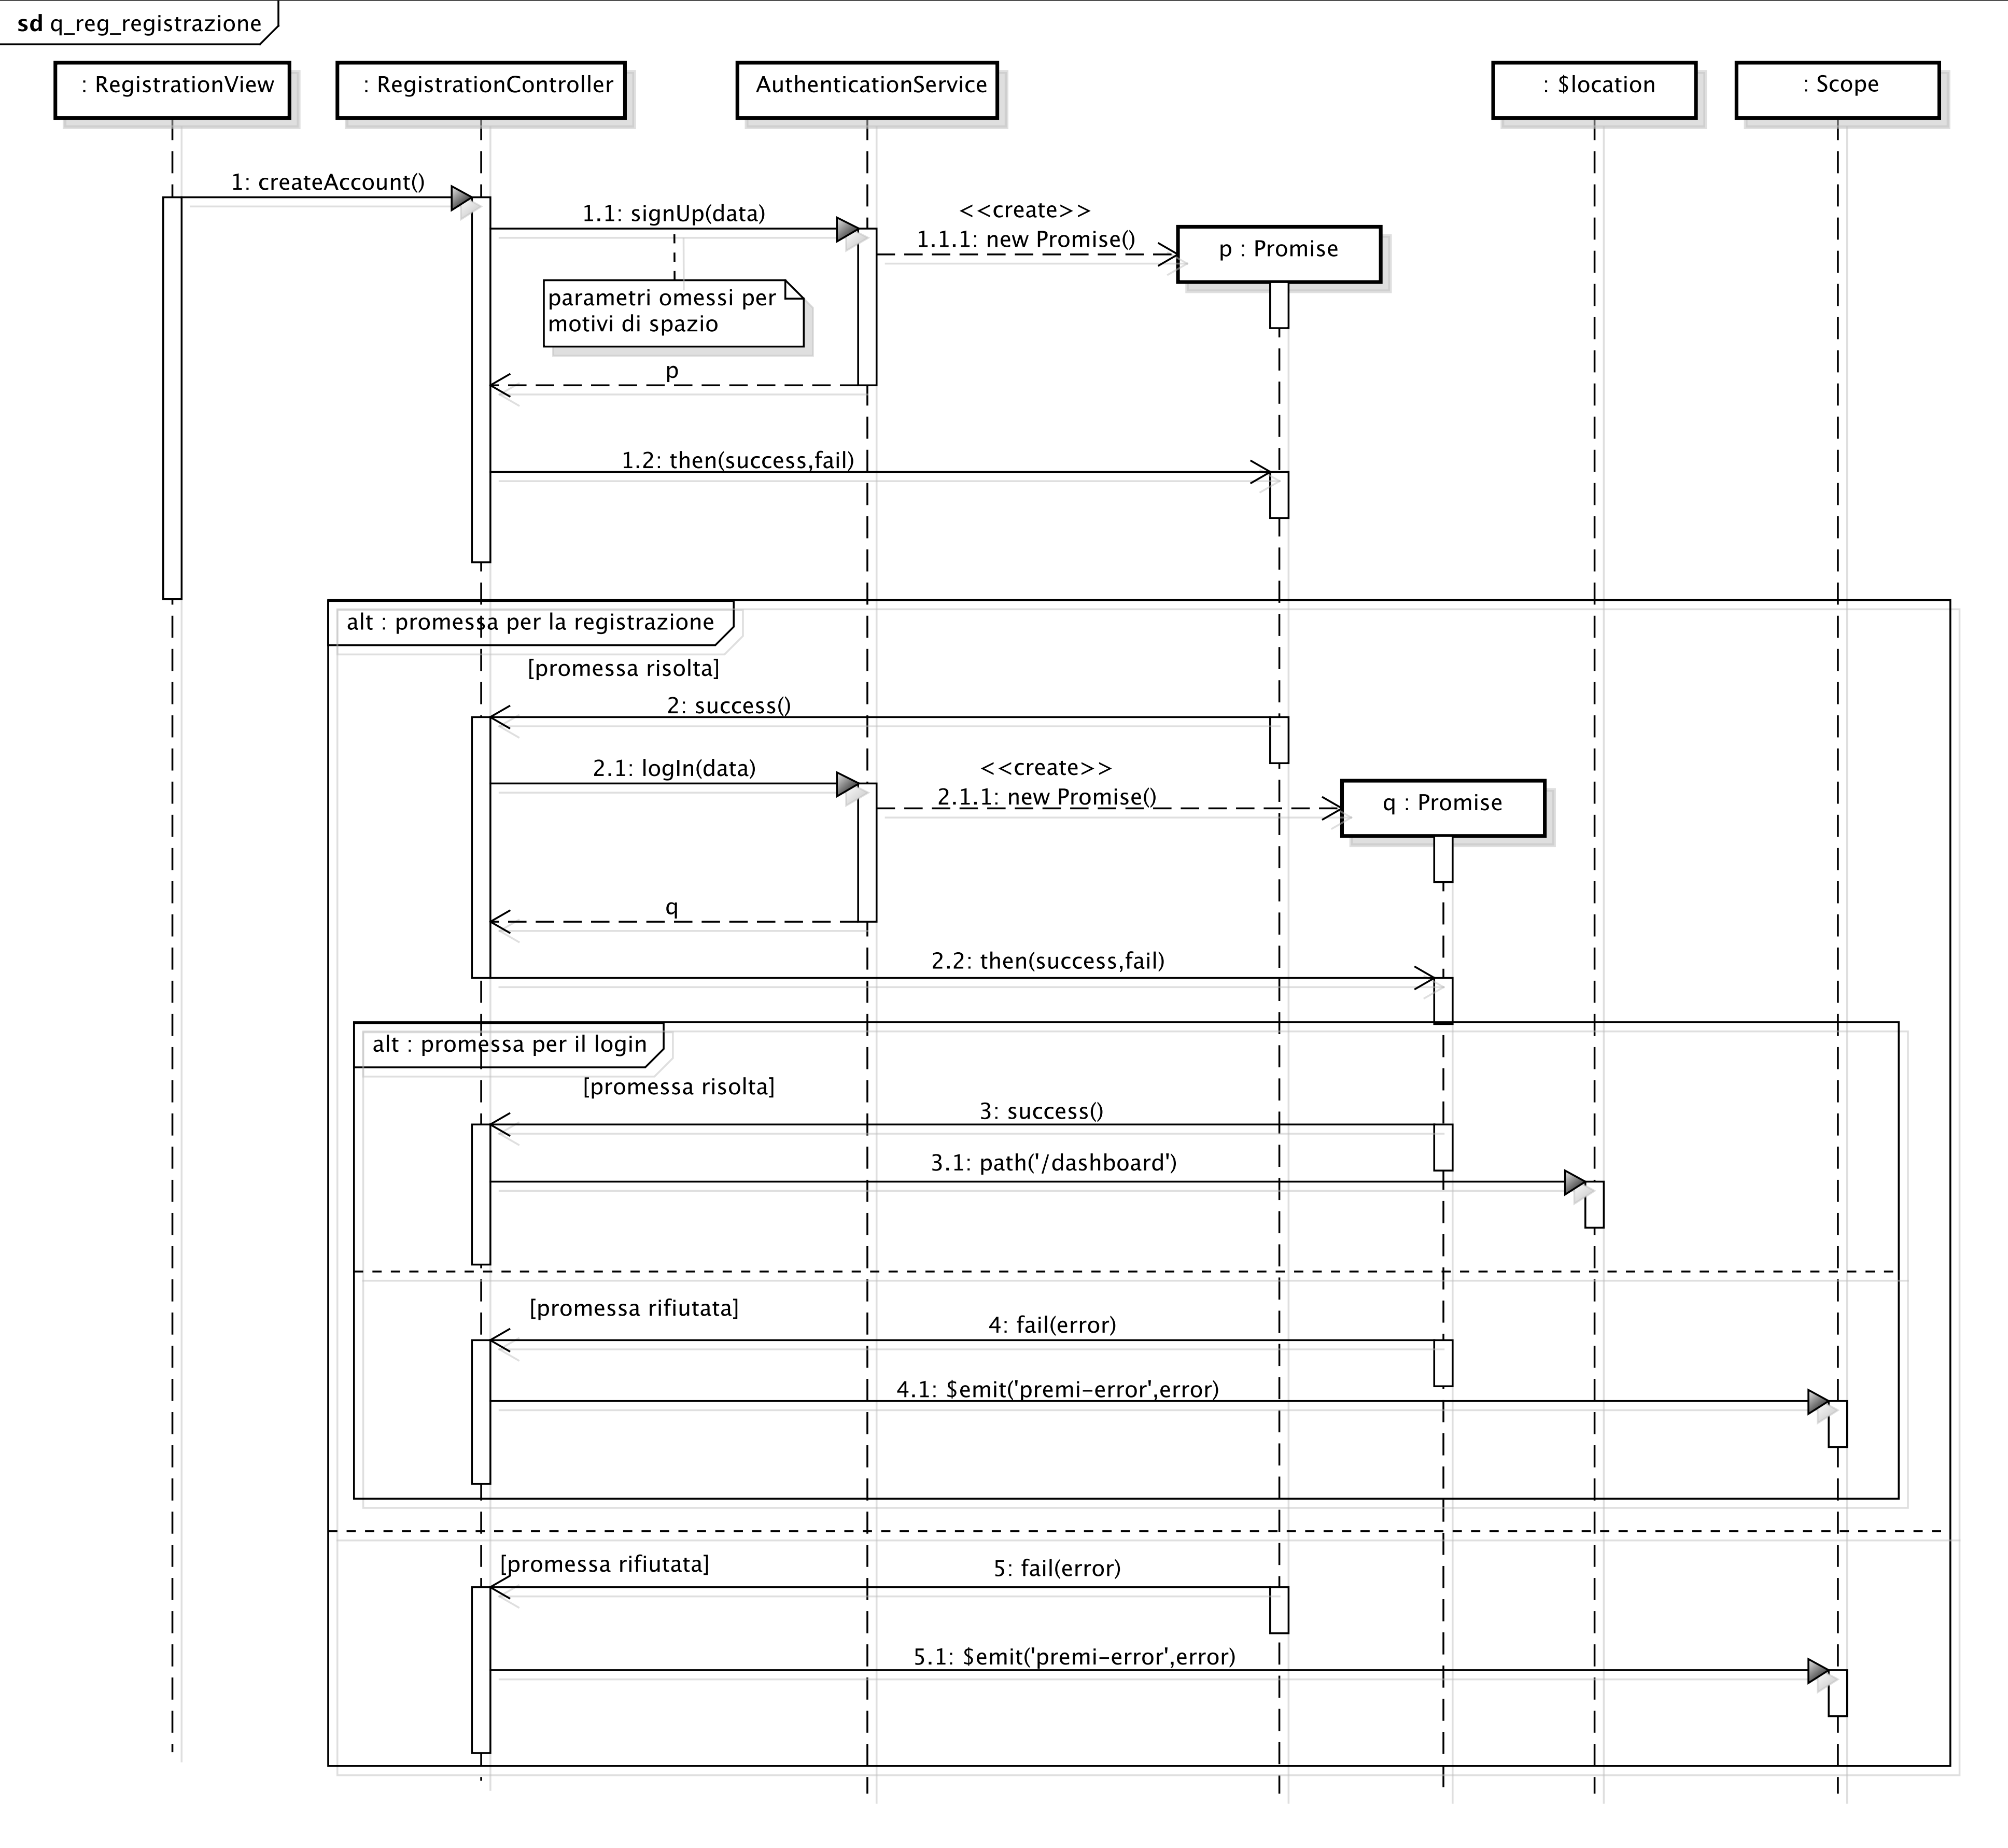 sd q_reg_registrazione
: RegistrationView
: RegistrationController
AuthenticationService
: $location
: Scope
1: createAccount()
1.1: signUp(data)
<<create>>
1.1.1: new Promise()
p : Promise
parametri omessi per
motivi di spazio
p
1.2: then(success,fail)
alt : promessa per la registrazione
[promessa risolta]
2: success()
2.1: logIn(data)
<<create>>
2.1.1: new Promise()
q : Promise
q
2.2: then(success,fail)
alt : promessa per il login
[promessa risolta]
3: success()
3.1: path('/dashboard')
[promessa rifiutata]
4: fail(error)
4.1: $emit('premi-error',error)
[promessa rifiutata]
5: fail(error)
5.1: $emit('premi-error',error)